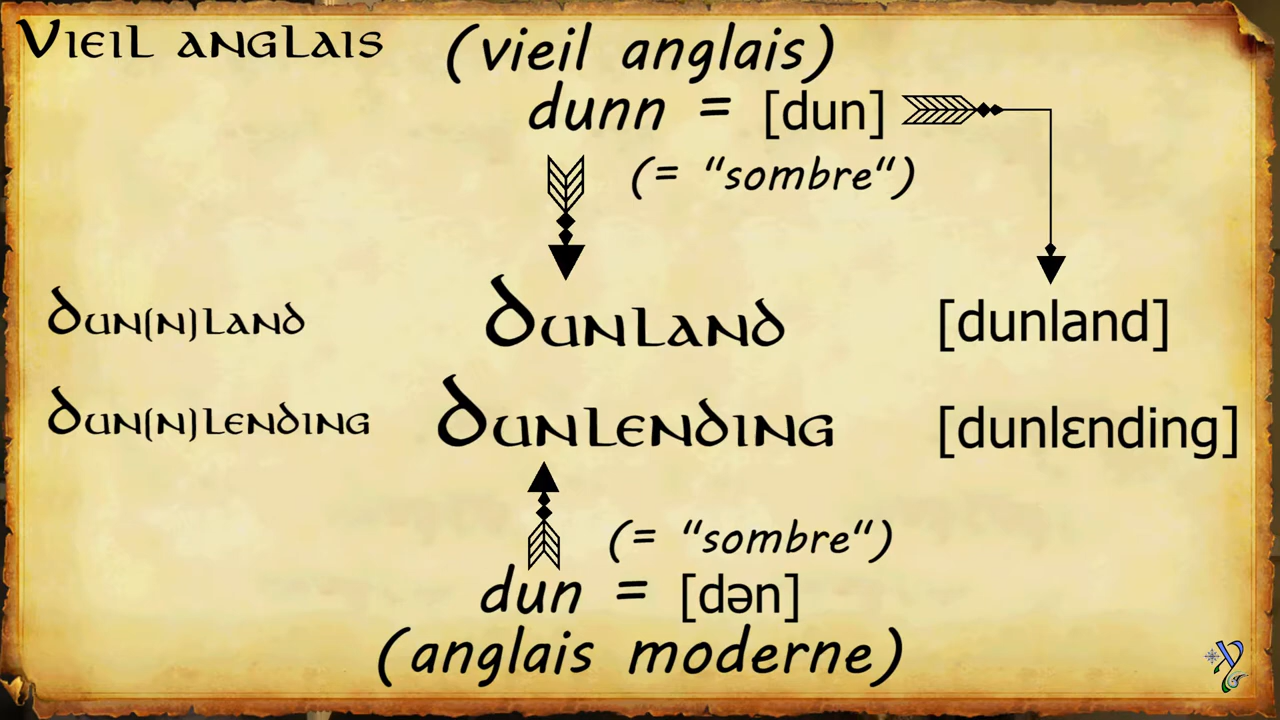 Vieil anglais
(vieil anglais)
dunn = [dun]
(= "sombre")
Dun(n)land Dunland [dunland]
Dun(n)lending Dunlending [dunlɛnding]
(= "sombre")
dun = [dən]
(anglais moderne)